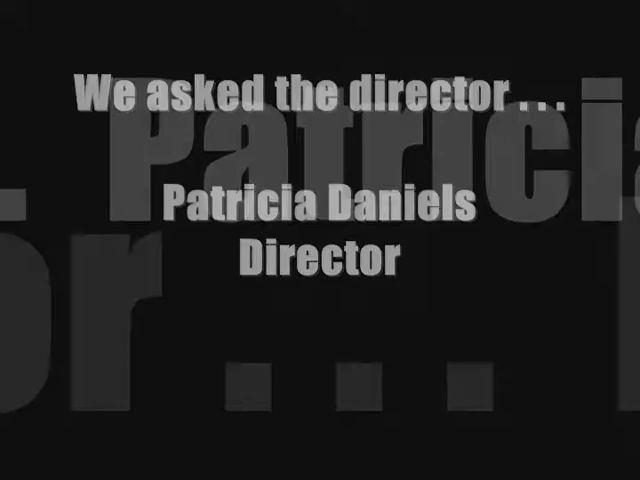 We asked the director . . .
Patricia Daniels
Director